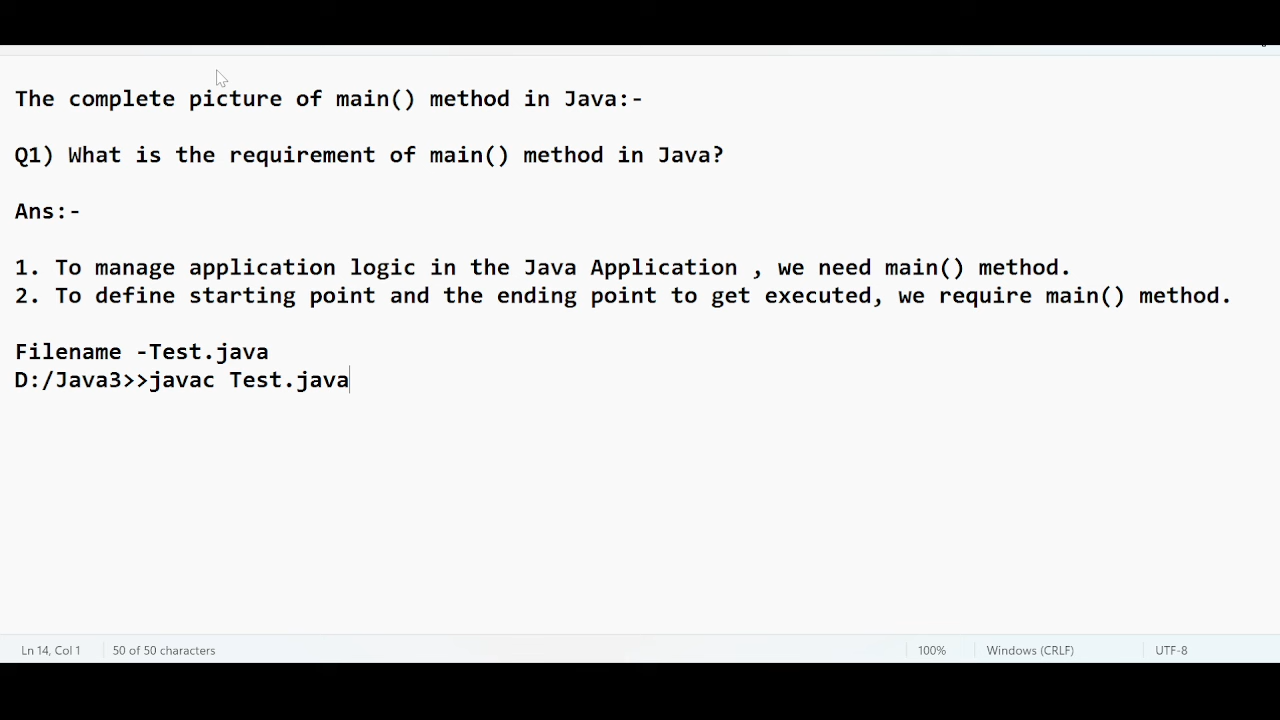 The complete picture of main() method in Java:-
Q1) What is the requirement of main() method in Java?
Ans:-
1. To manage application logic in the Java Application , we need main() method.
2. To define starting point and the ending point to get executed, we require main() method.
Filename -Test.java
D:/Java3>>javac Test.java
Ln 14, Col 1
50 of 50 characters
100%
Windows (CRLF)
UTF-8